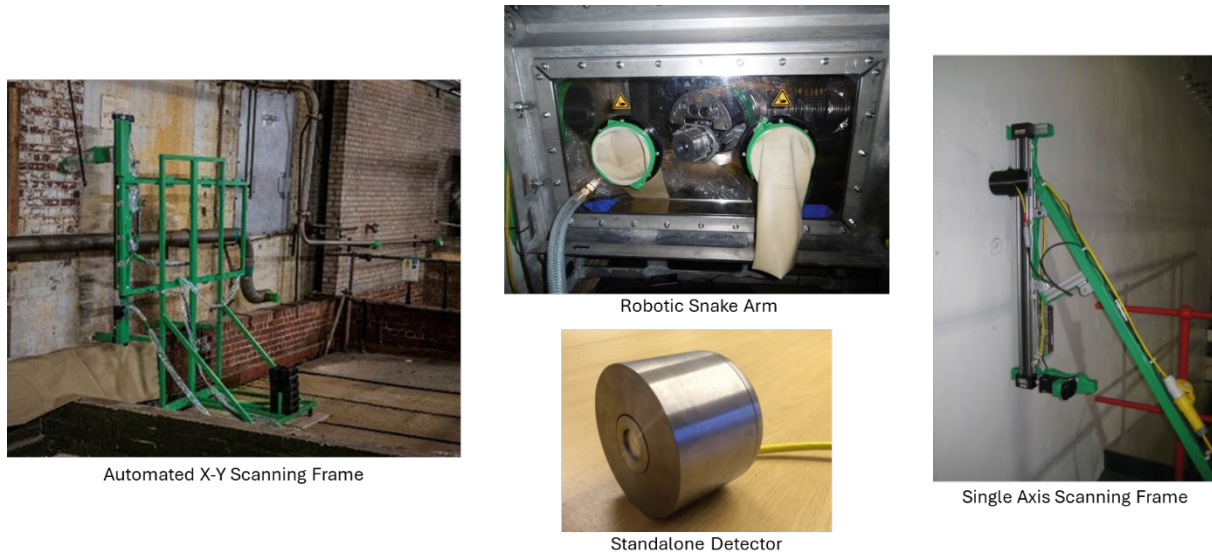 Robotic Snake Arm
Automated X-Y Scanning Frame
Single Axis Scanning Frame
Standalone Detector